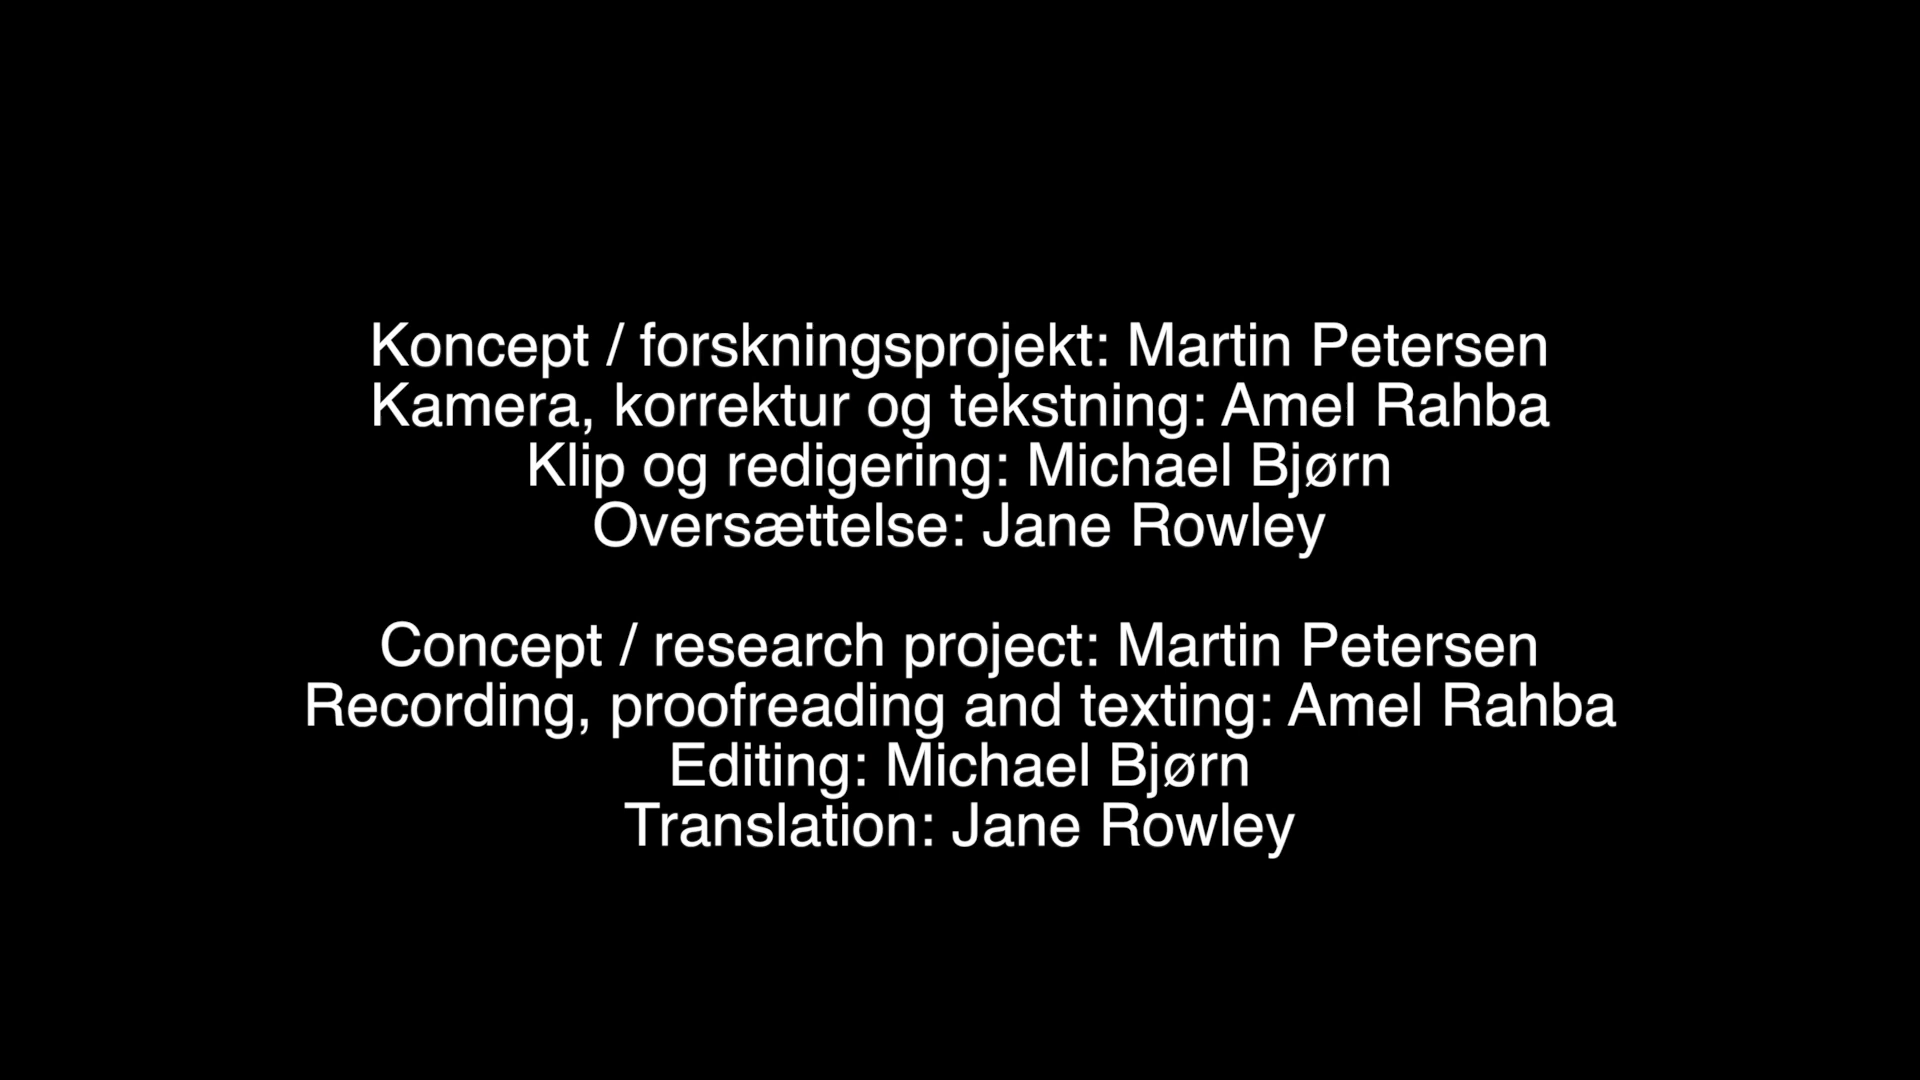 Koncept / forskningsprojekt: Martin Petersen
Kamera, korrektur og tekstning: Amel Rahba
Klip og redigering: Michael Bjørn
Oversættelse: Jane Rowley
Concept / research project: Martin Petersen
Recording, proofreading and texting: Amel Rahba
Editing: Michael Bjørn
Translation: Jane Rowley